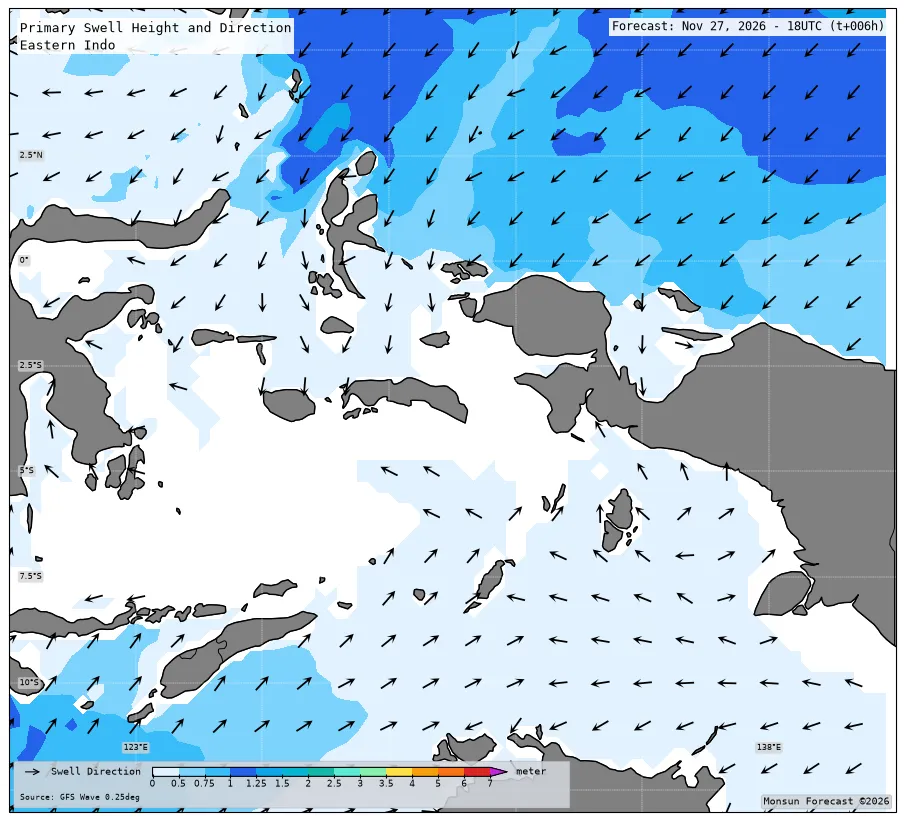 Primary Swell Height and Direction
Eastern Indo
Forecast: Nov 27, 2026 - 18UTC (t+006h)
2.5°N
0°
2.5°S
5°S
7.5°S
10°S
123°E
138°E
Swell Direction
meter
0 0.5 0.75 1 1.25 1.5 2 2.5 3 3.5 4 5 6 7
Source: GFS Wave 0.25deg
Monsun Forecast ©2026